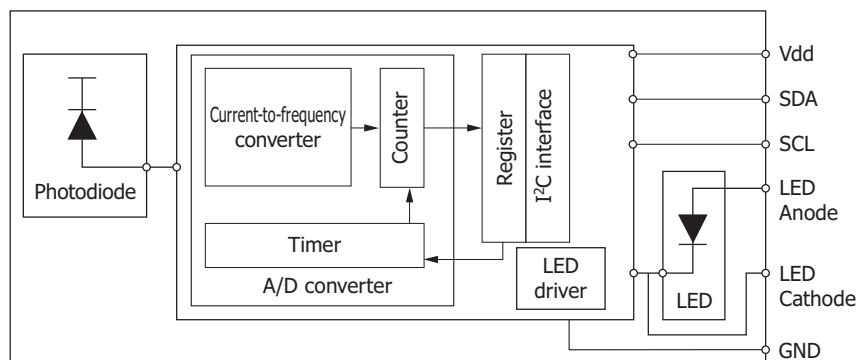 Photodiode
Current-to-frequency
converter
Counter
Timer
A/D converter
Register
I²C interface
LED
driver
LED
Vdd
SDA
SCL
LED
Anode
LED
Cathode
GND